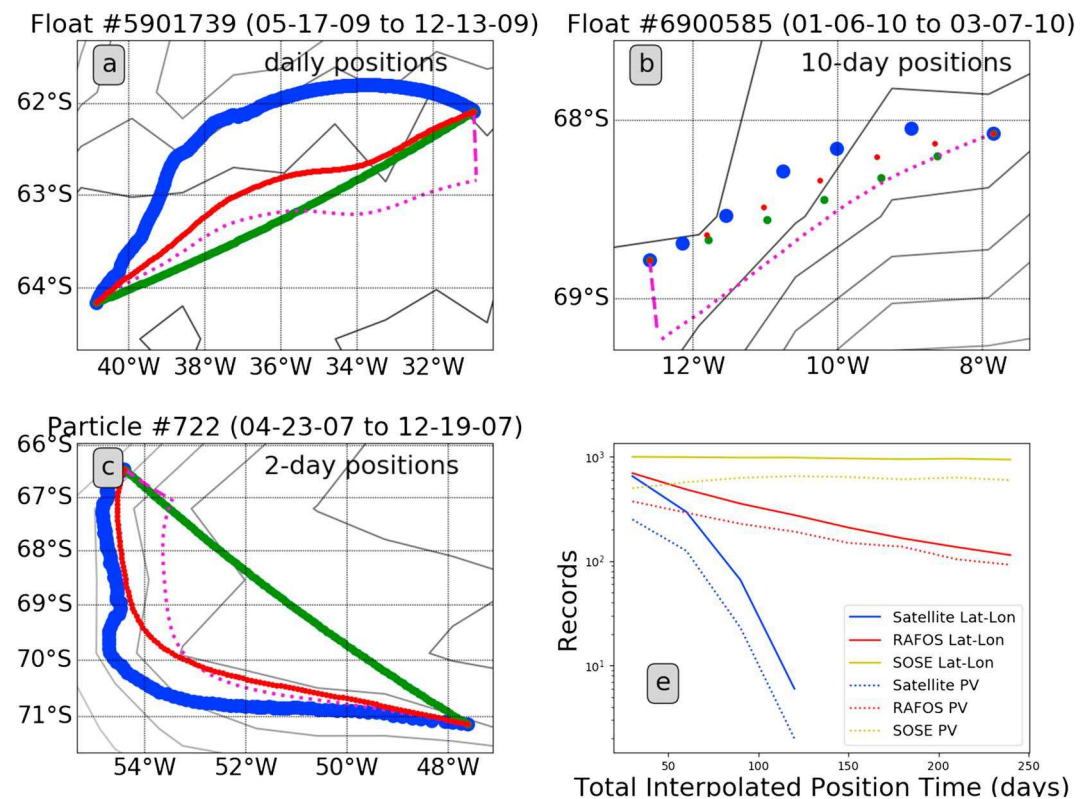 Float #5901739 (05-17-09 to 12-13-09)
a
daily positions
62°S
63°S
64°S
40°W 38°W 36°W 34°W 32°W
Float #6900585 (01-06-10 to 03-07-10)
b
10-day positions
68°S
69°S
12°W 10°W 8°W
Particle #722 (04-23-07 to 12-19-07)
c
2-day positions
66°S
67°S
68°S
69°S
70°S
71°S
54°W 52°W 50°W 48°W
Records
10³
10²
10¹
e
Satellite Lat-Lon
RAFOS Lat-Lon
SOSE Lat-Lon
Satellite PV
RAFOS PV
SOSE PV
50 100 150 200 250
Total Interpolated Position Time (days)